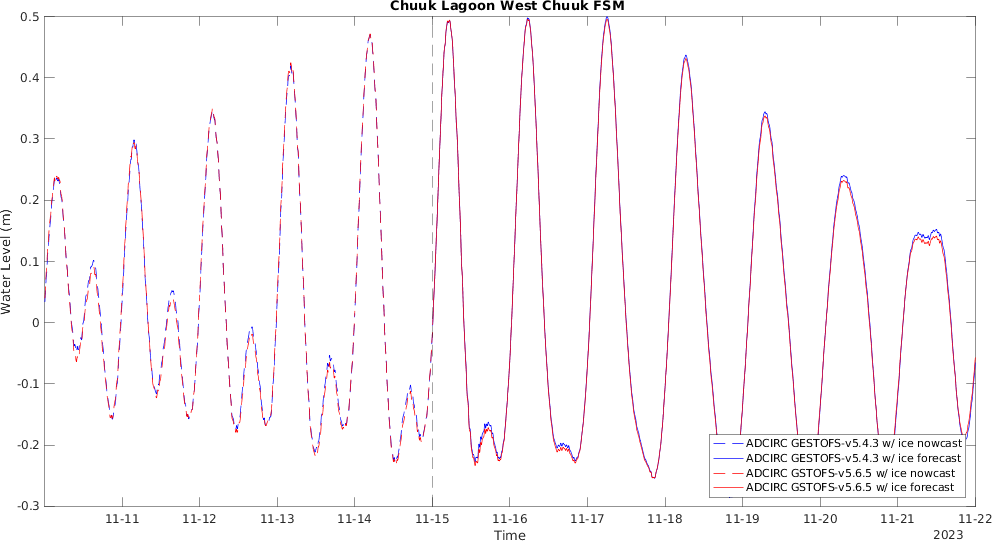 Chuuk Lagoon West Chuuk FSM
0.5
0.4
0.3
0.2
0.1
0
-0.1
-0.2
-0.3
Water Level (m)
ADCIRC GESTOFS-v5.4.3 w/ ice nowcast
ADCIRC GESTOFS-v5.4.3 w/ ice forecast
ADCIRC GSTOFS-v5.6.5 w/ ice nowcast
ADCIRC GSTOFS-v5.6.5 w/ ice forecast
11-11 11-12 11-13 11-14 11-15 11-16 11-17 11-18 11-19 11-20 11-21 11-22
Time
2023